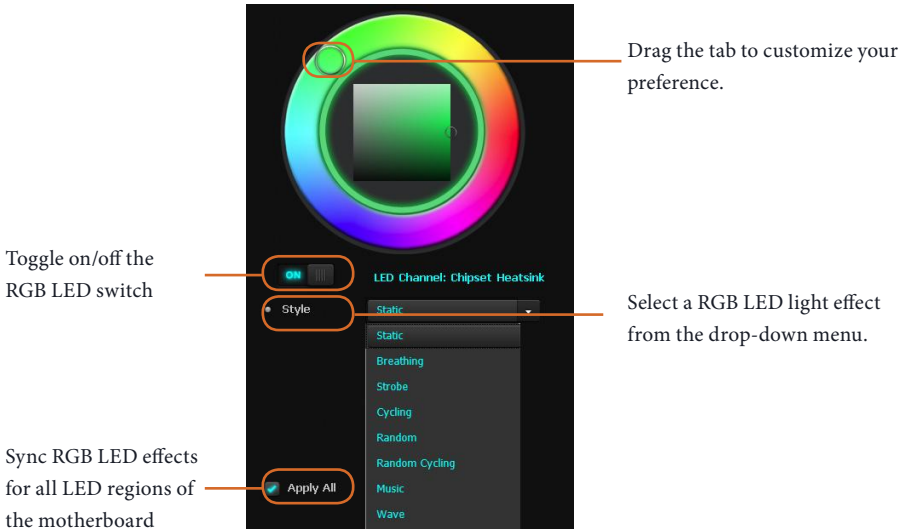 Drag the tab to customize your
preference.
Toggle on/off the
RGB LED switch
ON
LED Channel: Chipset Heatsink
Style
Static
Select a RGB LED light effect
from the drop-down menu.
Static
Breathing
Strobe
Cycling
Random
Random Cycling
Music
Wave
Sync RGB LED effects
for all LED regions of
the motherboard
Apply All